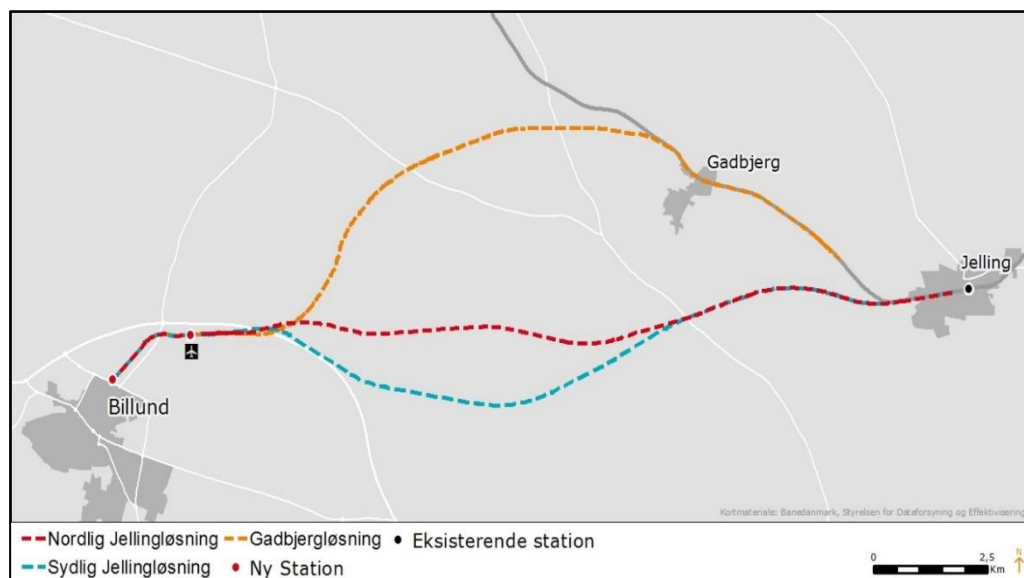 Gadbjerg
Jelling
Billund
Kortmateriale: Banedanmark, Styrelsen for Dataforsyning og Effektivisering
Nordlig Jellingløsning Gadbjergløsning Eksisterende station
Sydlig Jellingløsning Ny Station
0 2,5
Km
N